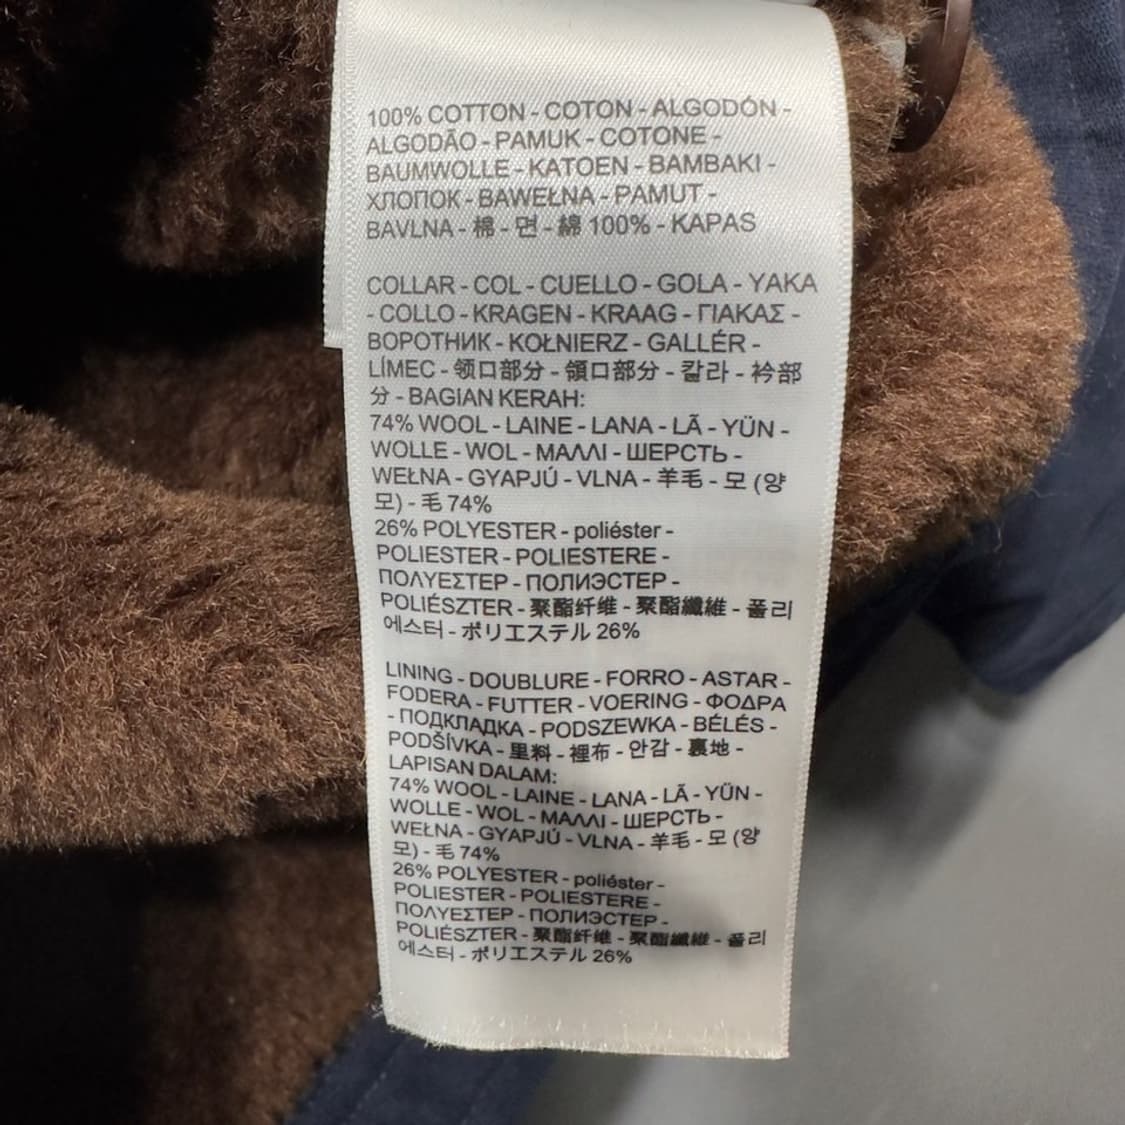 100% COTTON - COTON - ALGODÓN -
ALGODÃO - PAMUK - COTONE -
BAUMWOLLE - KATOEN - BAMBAKI -
ХЛОПОК - BAWEŁNA - PAMUT -
BAVLNA - 棉 - 면 - 綿 100% - KAPAS
COLLAR - COL - CUELLO - GOLA - YAKA
- COLLO - KRAGEN - KRAAG - ΓΙΑΚΑΣ -
ВОРОТНИК - KOŁNIERZ - GALLÉR -
LÍMEC - 领口部分 - 領口部分 - 칼라 - 衿部
分 - BAGIAN KERAH:
74% WOOL - LAINE - LANA - LÃ - YÜN -
WOLLE - WOL - ΜΑΛΛΙ - ШЕРСТЬ -
WEŁNA - GYAPJÚ - VLNA - 羊毛 - 모 (양
모) - 毛 74%
26% POLYESTER - poliéster -
POLIESTER - POLIESTERE -
ΠΟΛΥΕΣΤΕΡ - ПОЛИЭСТЕР -
POLIÉSZTER - 聚酯纤维 - 聚酯纖維 - 폴리
에스터 - ポリエステル 26%
LINING - DOUBLURE - FORRO - ASTAR -
FODERA - FUTTER - VOERING - ΦΟΔΡΑ
- ПОДКЛАДКА - PODSZEWKA - BÉLÉS -
PODŠÍVKA - 里料 - 裡布 - 안감 - 裏地 -
LAPISAN DALAM:
74% WOOL - LAINE - LANA - LÃ - YÜN -
WOLLE - WOL - ΜΑΛΛΙ - ШЕРСТЬ -
WEŁNA - GYAPJÚ - VLNA - 羊毛 - 모 (양
모) - 毛 74%
26% POLYESTER - poliéster -
POLIESTER - POLIESTERE -
ΠΟΛΥΕΣΤΕΡ - ПОЛИЭСТЕР -
POLIÉSZTER - 聚酯纤维 - 聚酯纖維 - 폴리
에스터 - ポリエステル 26%